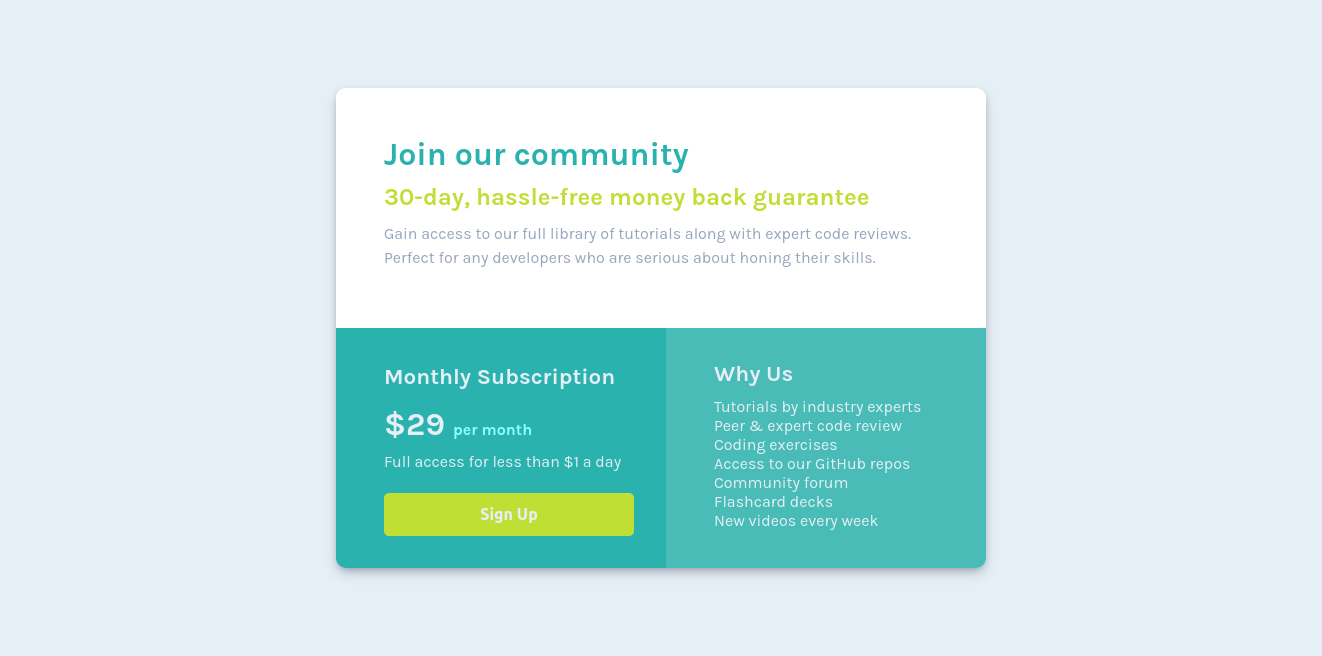 Join our community
30-day, hassle-free money back guarantee
Gain access to our full library of tutorials along with expert code reviews.
Perfect for any developers who are serious about honing their skills.
Monthly Subscription
$29 per month
Full access for less than $1 a day
Sign Up
Why Us
Tutorials by industry experts
Peer & expert code review
Coding exercises
Access to our GitHub repos
Community forum
Flashcard decks
New videos every week